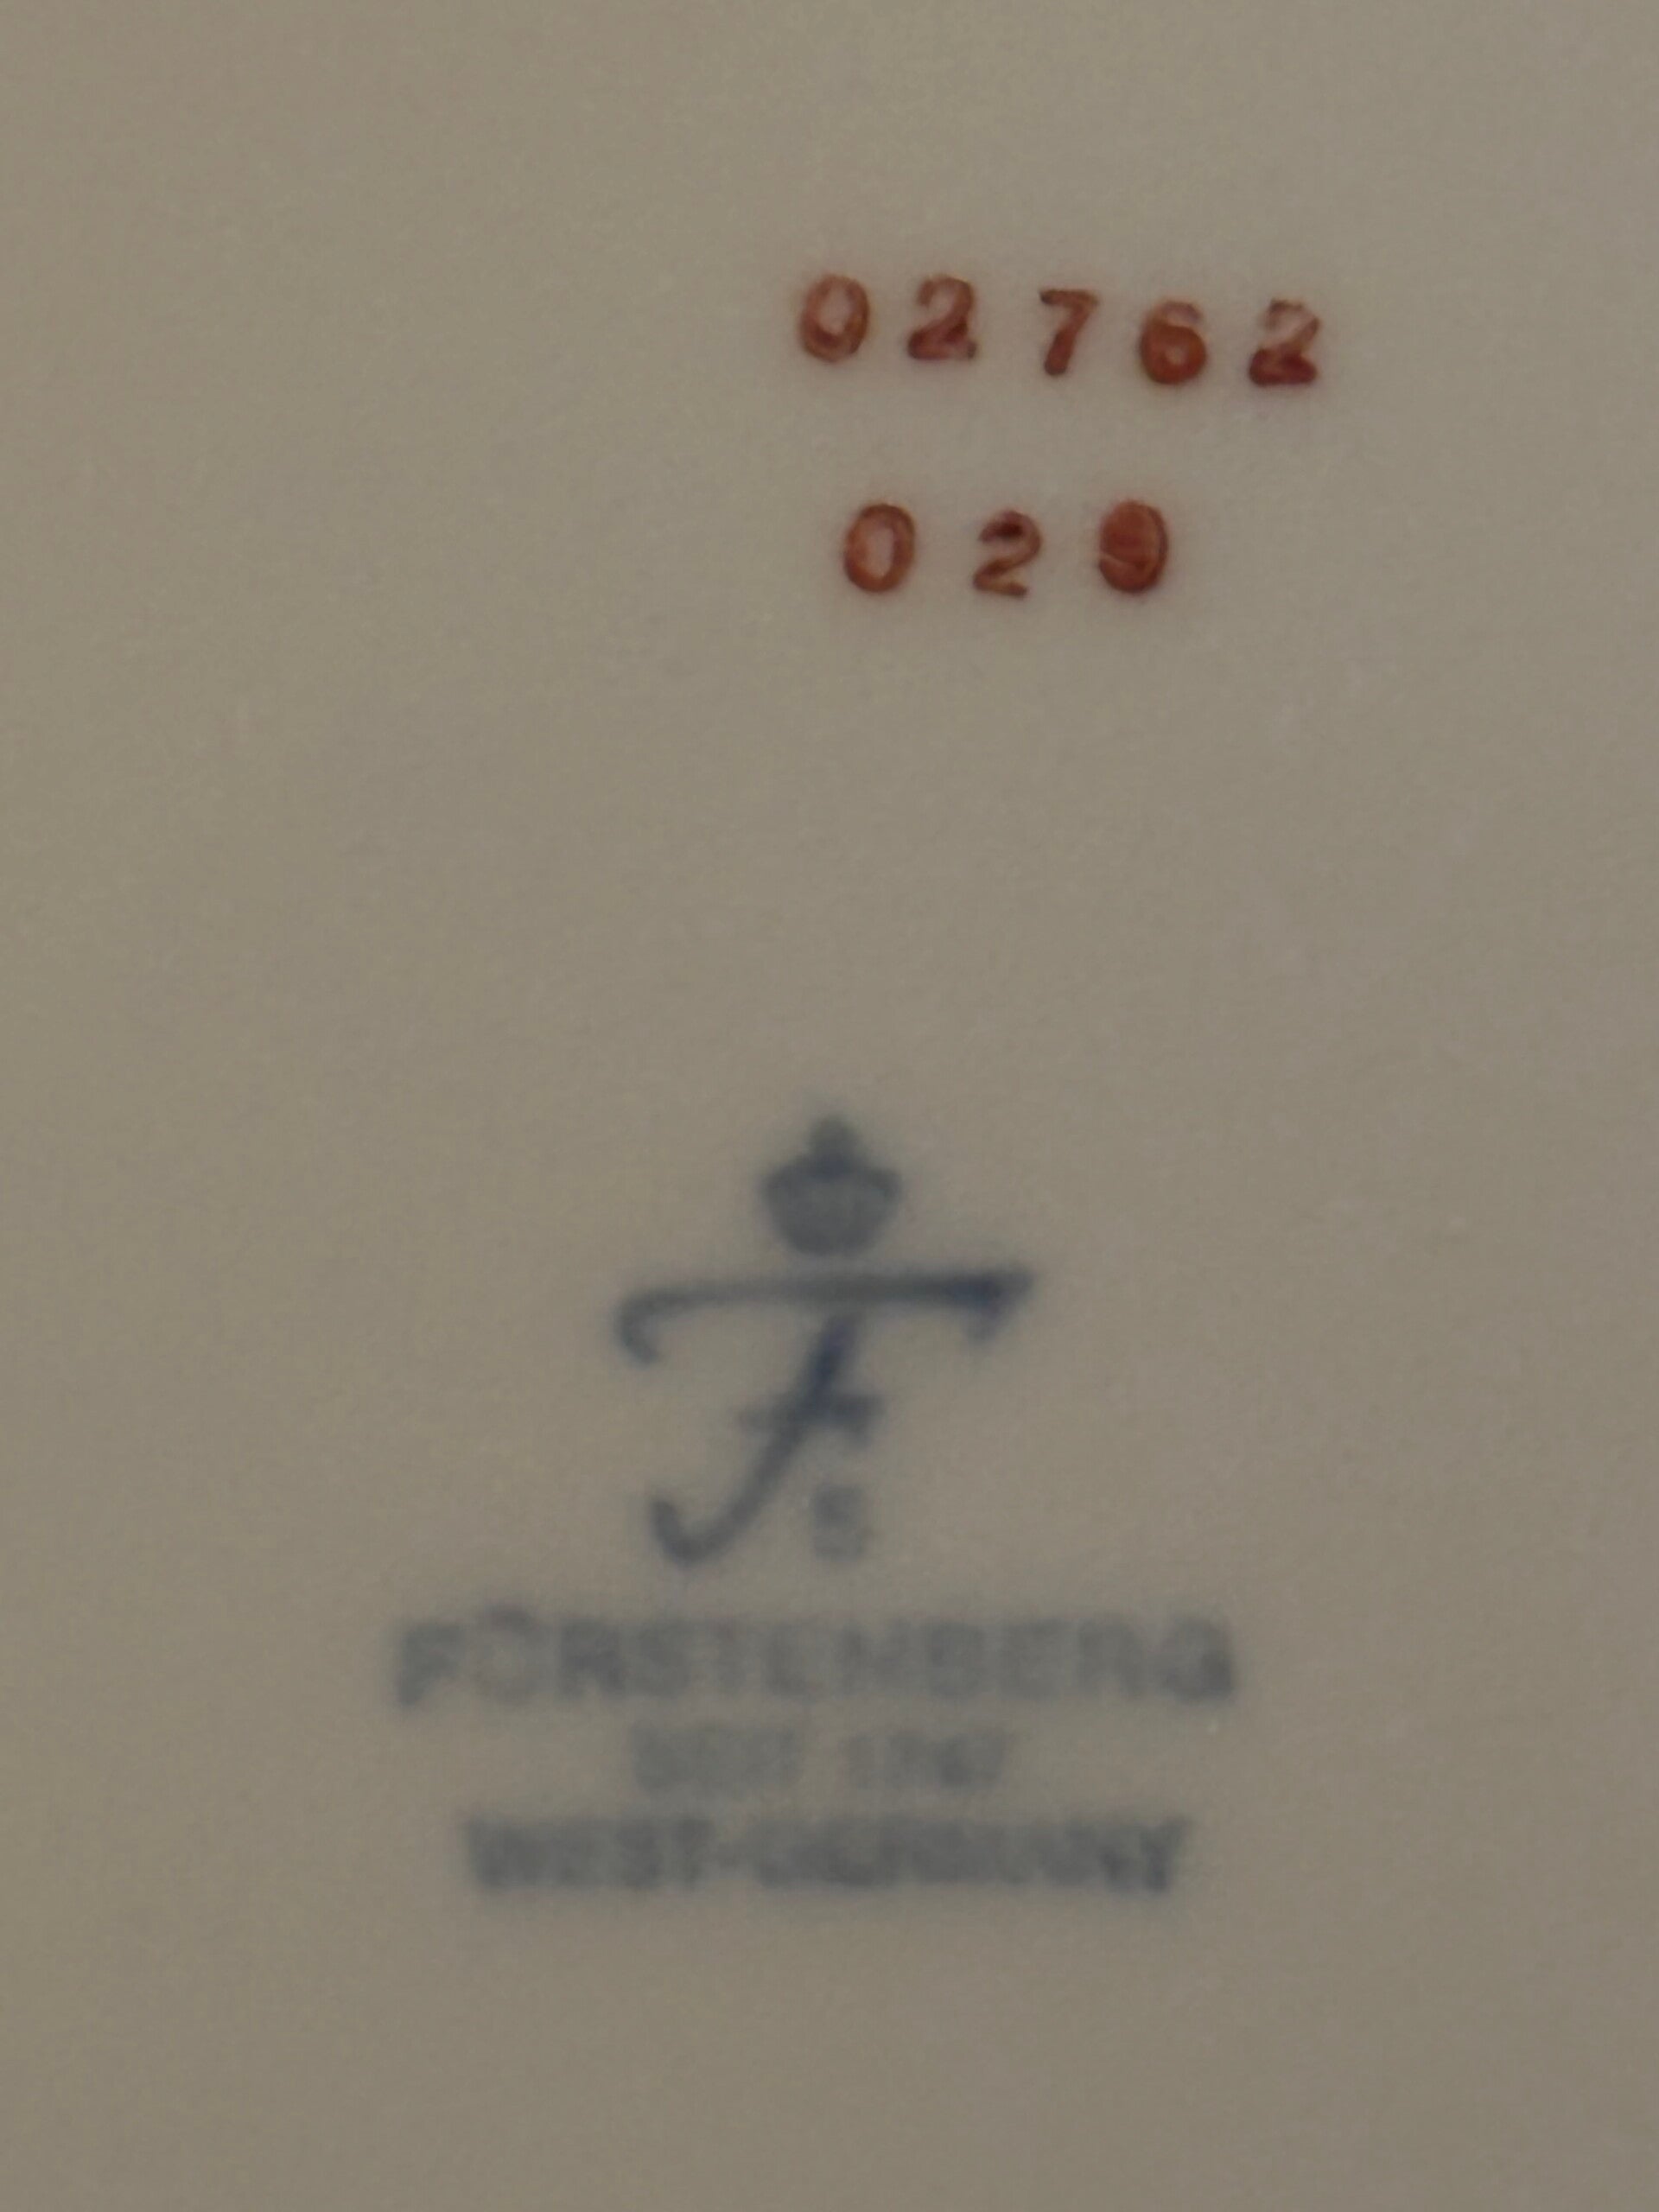 02762
029
F
S
FÜRSTENBERG
SEIT 1747
WEST-GERMANY